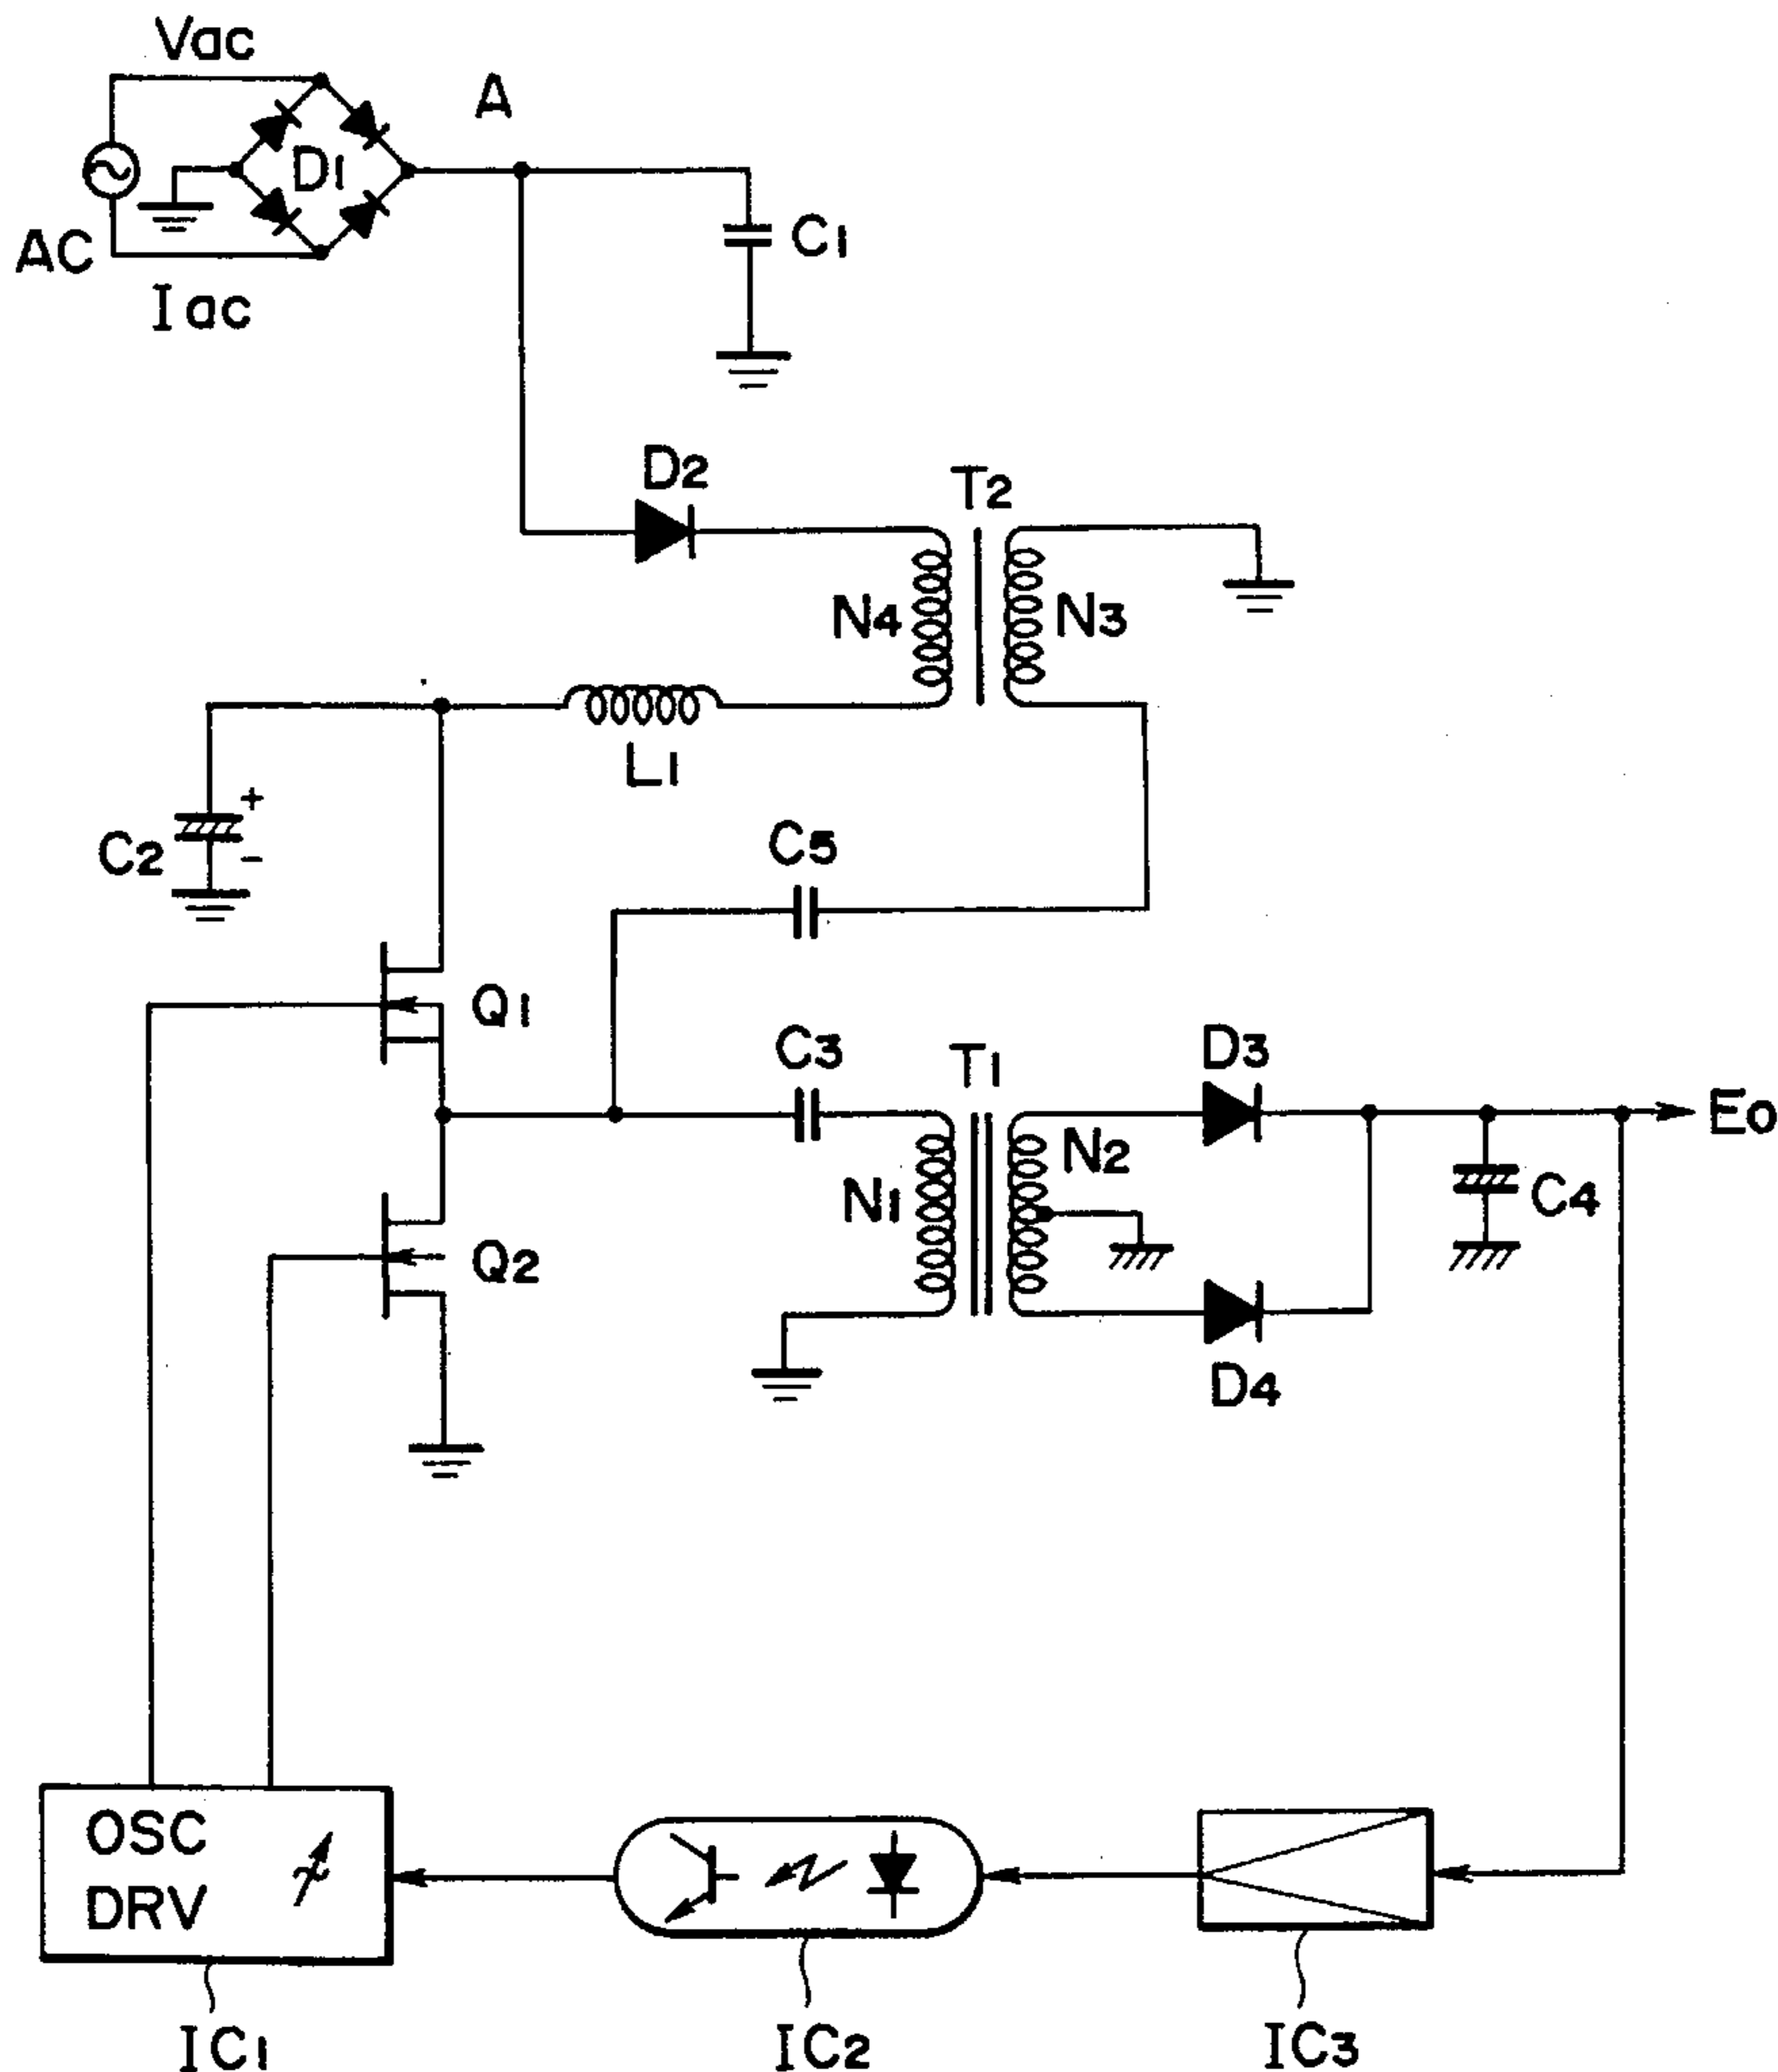 Vac
A
D1
AC
C1
Iac
D2
T2
N4
N3
L1
+
C2
-
C5
Q1
C3
T1
D3
N2
Eo
N1
C4
Q2
D4
OSC
DRV
IC1
IC2
IC3